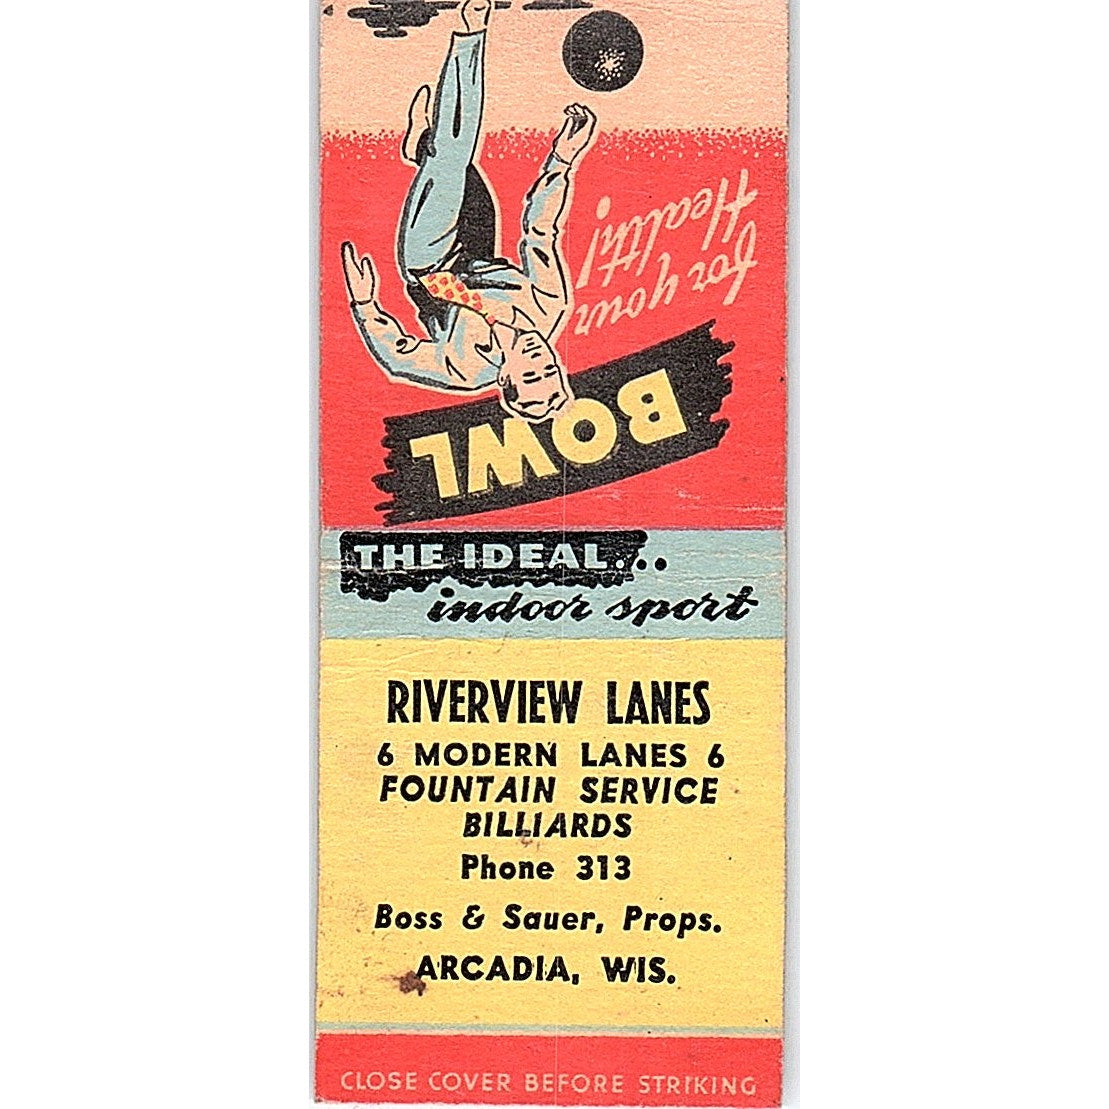 BOWL
for your
Health!
THE IDEAL...
indoor sport
RIVERVIEW LANES
6 MODERN LANES 6
FOUNTAIN SERVICE
BILLIARDS
Phone 313
Boss & Sauer, Props.
ARCADIA, WIS.
CLOSE COVER BEFORE STRIKING